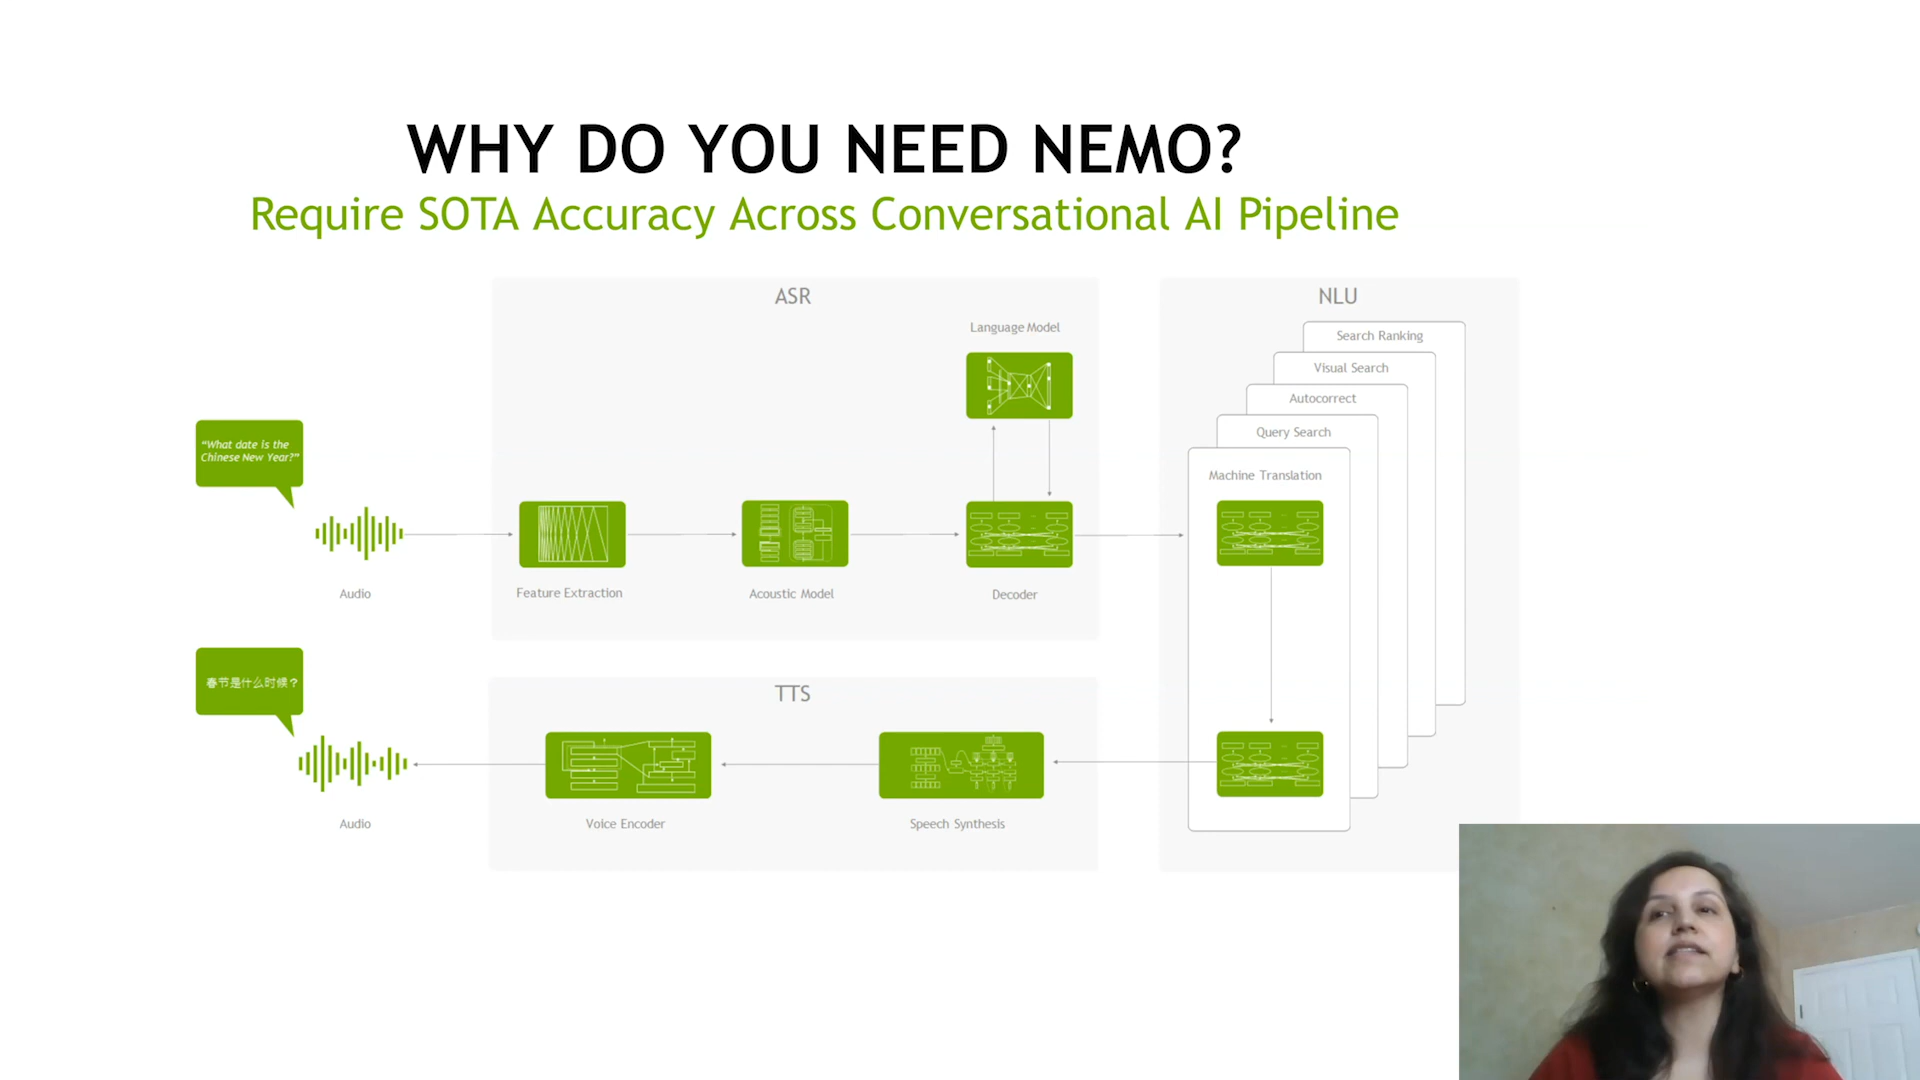 WHY DO YOU NEED NEMO?
Require SOTA Accuracy Across Conversational AI Pipeline
ASR
Language Model
“What date is the
Chinese New Year?”
Audio
Feature Extraction
Acoustic Model
Decoder
NLU
Search Ranking
Visual Search
Autocorrect
Query Search
Machine Translation
TTS
春节是什么时候？
Audio
Voice Encoder
Speech Synthesis